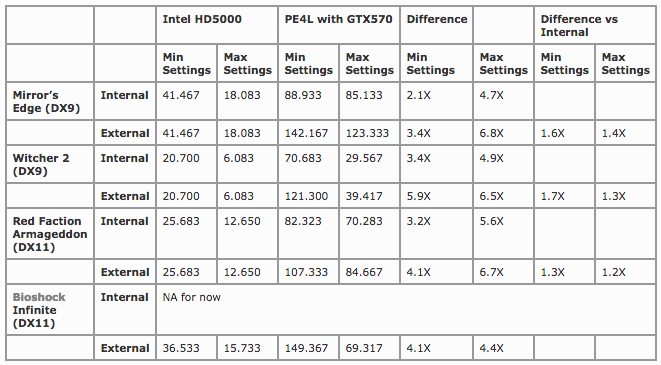 Intel HD5000 PE4L with GTX570 Difference Difference vs
Internal
Min Max Min Max Min Max Min Max
Settings Settings Settings Settings Settings Settings Settings Settings
Mirror's Internal 41.467 18.083 88.933 85.133 2.1X 4.7X
Edge (DX9)
External 41.467 18.083 142.167 123.333 3.4X 6.8X 1.6X 1.4X
Witcher 2 Internal 20.700 6.083 70.683 29.567 3.4X 4.9X
(DX9)
External 20.700 6.083 121.300 39.417 5.9X 6.5X 1.7X 1.3X
Red Faction Internal 25.683 12.650 82.323 70.283 3.2X 5.6X
Armageddon
(DX11)
External 25.683 12.650 107.333 84.667 4.1X 6.7X 1.3X 1.2X
Bioshock Internal NA for now
Infinite
(DX11)
External 36.533 15.733 149.367 69.317 4.1X 4.4X